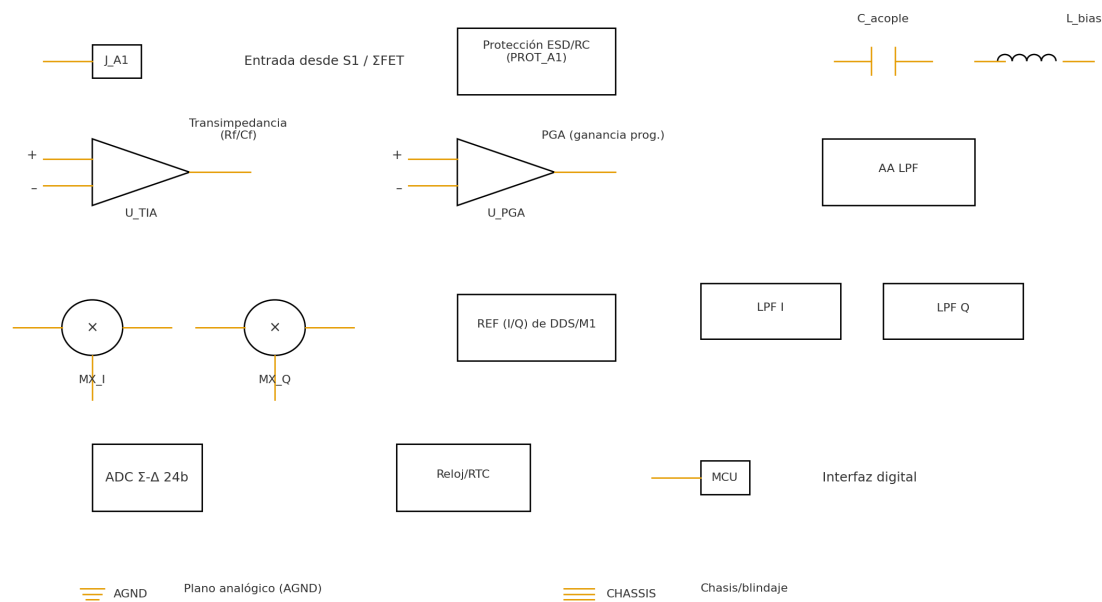 C_acople
L_bias
J_A1
Entrada desde S1 / ΣFET
Protección ESD/RC
(PROT_A1)
Transimpedancia
(Rf/Cf)
+
–
U_TIA
PGA (ganancia prog.)
+
–
U_PGA
AA LPF
×
MX_I
×
MX_Q
REF (I/Q) de DDS/M1
LPF I
LPF Q
ADC Σ-Δ 24b
Reloj/RTC
MCU
Interfaz digital
AGND
Plano analógico (AGND)
CHASSIS
Chasis/blindaje